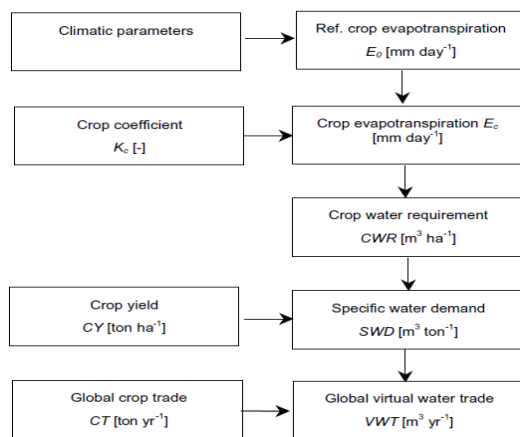 Climatic parameters
Ref. crop evapotranspiration
E₀ [mm day⁻¹]
Crop coefficient
K꜀ [-]
Crop evapotranspiration E꜀
[mm day⁻¹]
Crop water requirement
CWR [m³ ha⁻¹]
Crop yield
CY [ton ha⁻¹]
Specific water demand
SWD [m³ ton⁻¹]
Global crop trade
CT [ton yr⁻¹]
Global virtual water trade
VWT [m³ yr⁻¹]